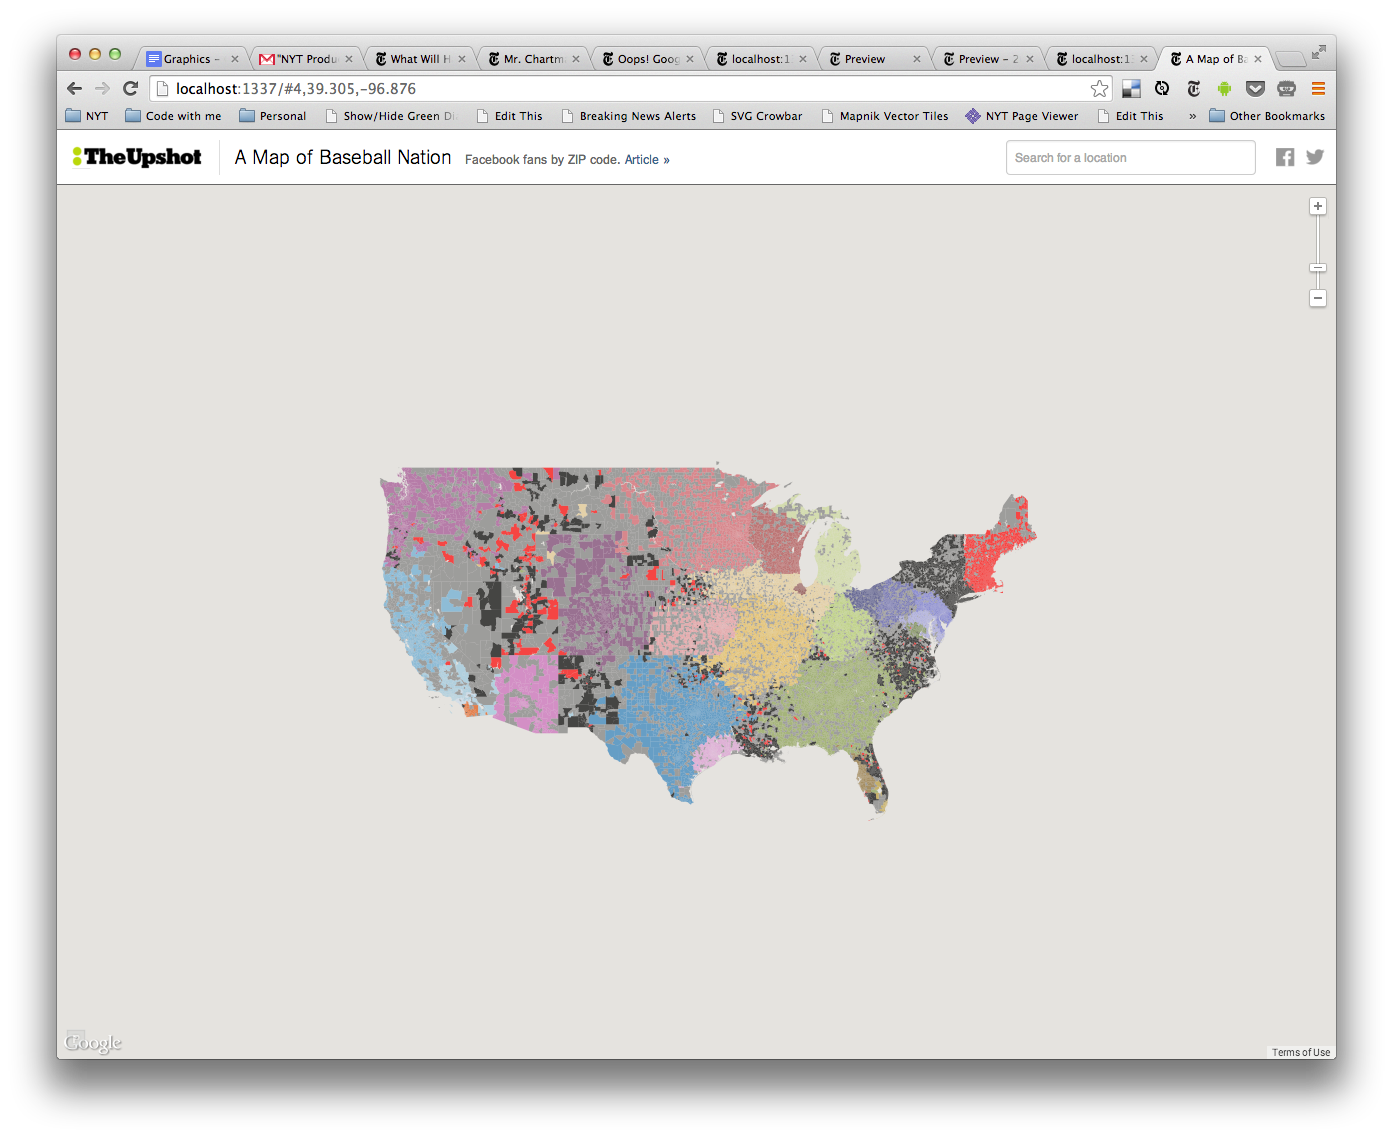 Graphics –
"NYT Produ
What Will H
Mr. Chartm
Oops! Goog
localhost:13
Preview
Preview – 2
localhost:13
A Map of Ba
localhost:1337/#4,39.305,-96.876
NYT Code with me Personal Show/Hide Green Edit This Breaking News Alerts SVG Crowbar Mapnik Vector Tiles NYT Page Viewer Edit This » Other Bookmarks
TheUpshot A Map of Baseball Nation Facebook fans by ZIP code. Article » Search for a location
+
−
Google
Terms of Use